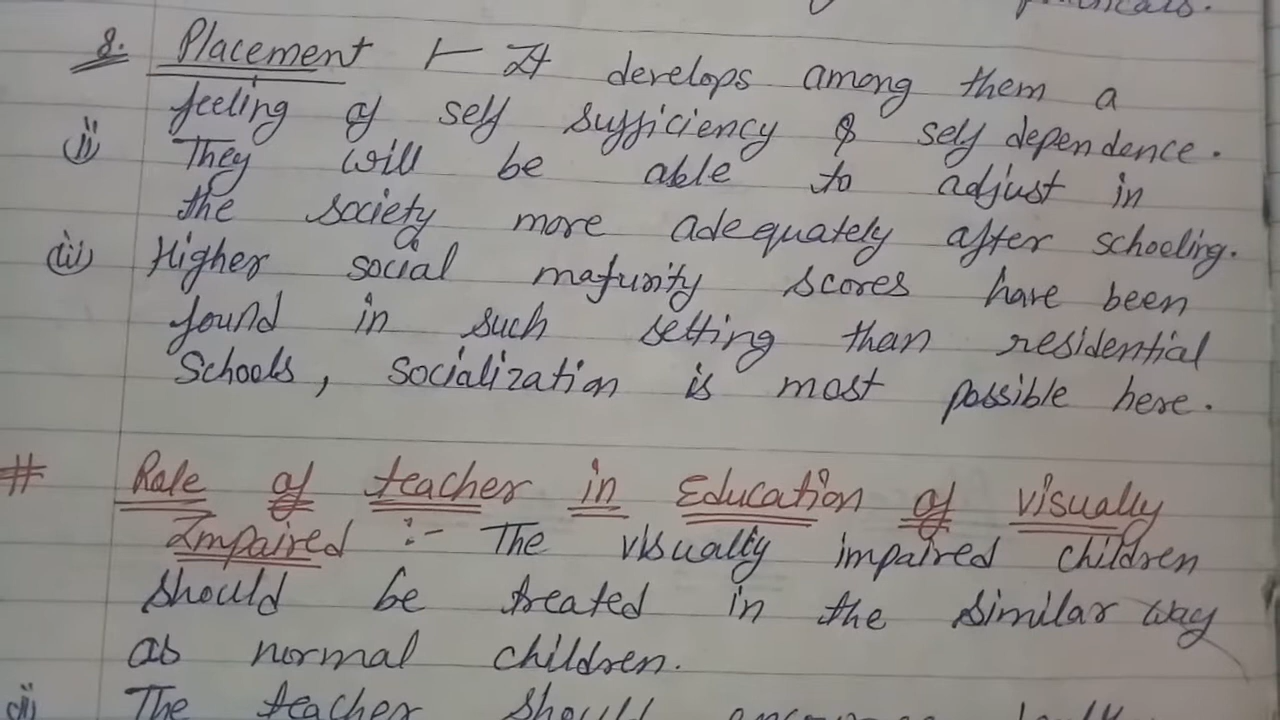 8. Placement :- It develops among them a
feeling of self sufficiency & self dependence.
ii) They will be able to adjust in
the society more adequately after schooling.
iii) Higher social maturity scores have been
found in such setting than residential
Schools, socialization is most possible here.
# Role of teacher in Education of visually
Impaired :- The visually impaired children
should be treated in the similar way
as normal children.
ii) The teacher should